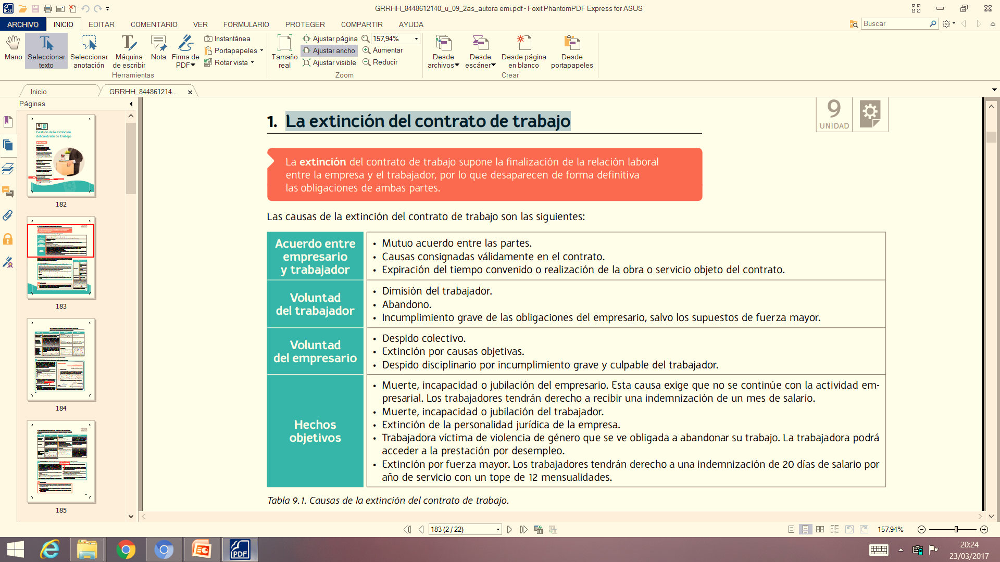 GRRHH_8448612140_u_09_2as_autora emi.pdf - Foxit PhantomPDF Express for ASUS
ARCHIVO INICIO EDITAR COMENTARIO VER FORMULARIO PROTEGER COMPARTIR AYUDA
Buscar
Mano
Seleccionar texto
Seleccionar anotación
Máquina de escribir
Nota
Firma de PDF
Instantánea
Portapapeles
Rotar vista
Herramientas
Tamaño real
Ajustar página
Ajustar ancho
Ajustar visible
157,94%
Aumentar
Reducir
Zoom
Desde archivos
Desde escáner
Desde página en blanco
Desde portapapeles
Crear
Inicio
GRRHH_844861214...
Páginas
Gestión de la extinción
del contrato de trabajo
182
183
184
185
9
UNIDAD
1. La extinción del contrato de trabajo
La extinción del contrato de trabajo supone la finalización de la relación laboral
entre la empresa y el trabajador, por lo que desaparecen de forma definitiva
las obligaciones de ambas partes.
Las causas de la extinción del contrato de trabajo son las siguientes:
Acuerdo entre
empresario
y trabajador
• Mutuo acuerdo entre las partes.
• Causas consignadas válidamente en el contrato.
• Expiración del tiempo convenido o realización de la obra o servicio objeto del contrato.
Voluntad
del trabajador
• Dimisión del trabajador.
• Abandono.
• Incumplimiento grave de las obligaciones del empresario, salvo los supuestos de fuerza mayor.
Voluntad
del empresario
• Despido colectivo.
• Extinción por causas objetivas.
• Despido disciplinario por incumplimiento grave y culpable del trabajador.
Hechos
objetivos
• Muerte, incapacidad o jubilación del empresario. Esta causa exige que no se continúe con la actividad em-
presarial. Los trabajadores tendrán derecho a recibir una indemnización de un mes de salario.
• Muerte, incapacidad o jubilación del trabajador.
• Extinción de la personalidad jurídica de la empresa.
• Trabajadora víctima de violencia de género que se ve obligada a abandonar su trabajo. La trabajadora podrá
acceder a la prestación por desempleo.
• Extinción por fuerza mayor. Los trabajadores tendrán derecho a una indemnización de 20 días de salario por
año de servicio con un tope de 12 mensualidades.
Tabla 9.1. Causas de la extinción del contrato de trabajo.
183 (2 / 22)
157,94%
PDF
20:24
23/03/2017